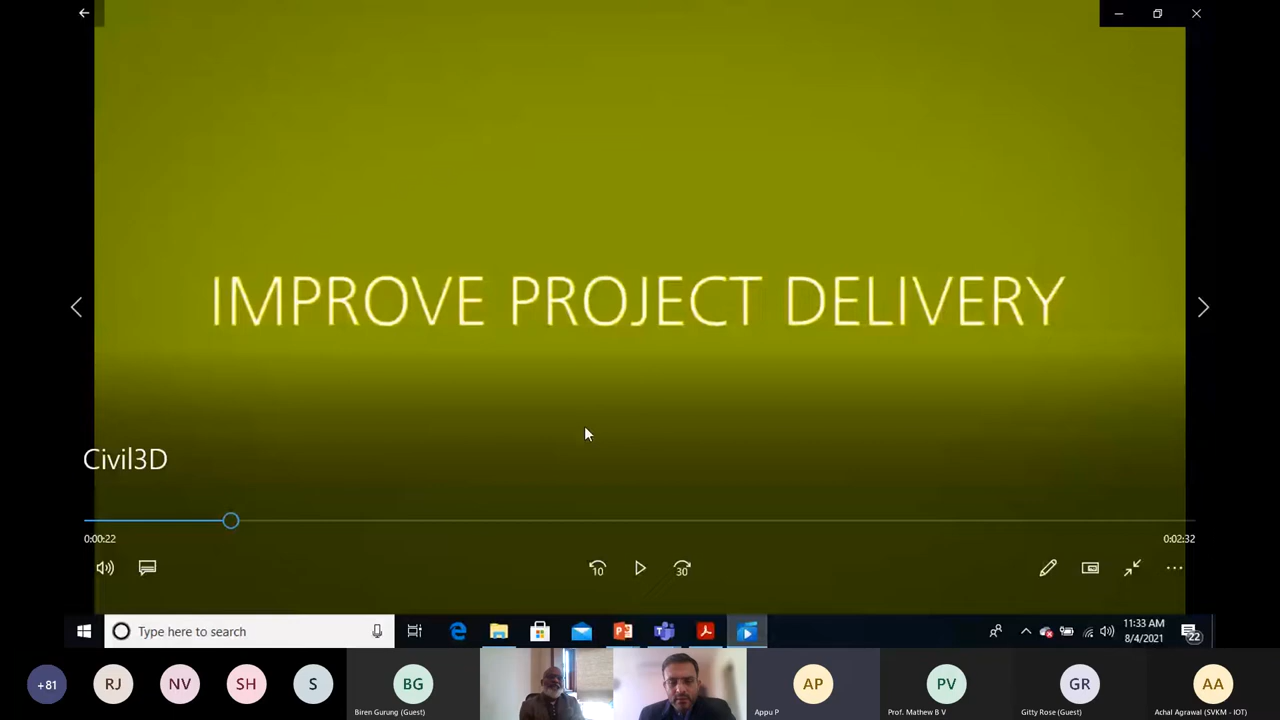 IMPROVE PROJECT DELIVERY
Civil3D
0:00:22
0:02:32
10
30
Type here to search
11:33 AM
8/4/2021
22
+81
RJ
NV
SH
S
BG
Biren Gurung (Guest)
AP
Appu P
PV
Prof. Mathew B V
GR
Gitty Rose (Guest)
AA
Achal Agrawal (SVKM - IOT)